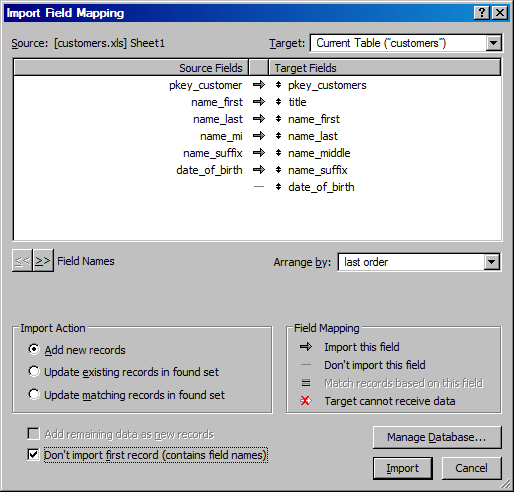 Import Field Mapping
Source: [customers.xls] Sheet1 Target: Current Table ("customers")
Source Fields Target Fields
pkey_customer pkey_customers
name_first title
name_last name_first
name_mi name_last
name_suffix name_middle
date_of_birth name_suffix
date_of_birth
<< >> Field Names Arrange by: last order
Import Action Field Mapping
Add new records Import this field
Update existing records in found set Don't import this field
Update matching records in found set Match records based on this field
Target cannot receive data
Add remaining data as new records Manage Database...
Don't import first record (contains field names)
Import Cancel